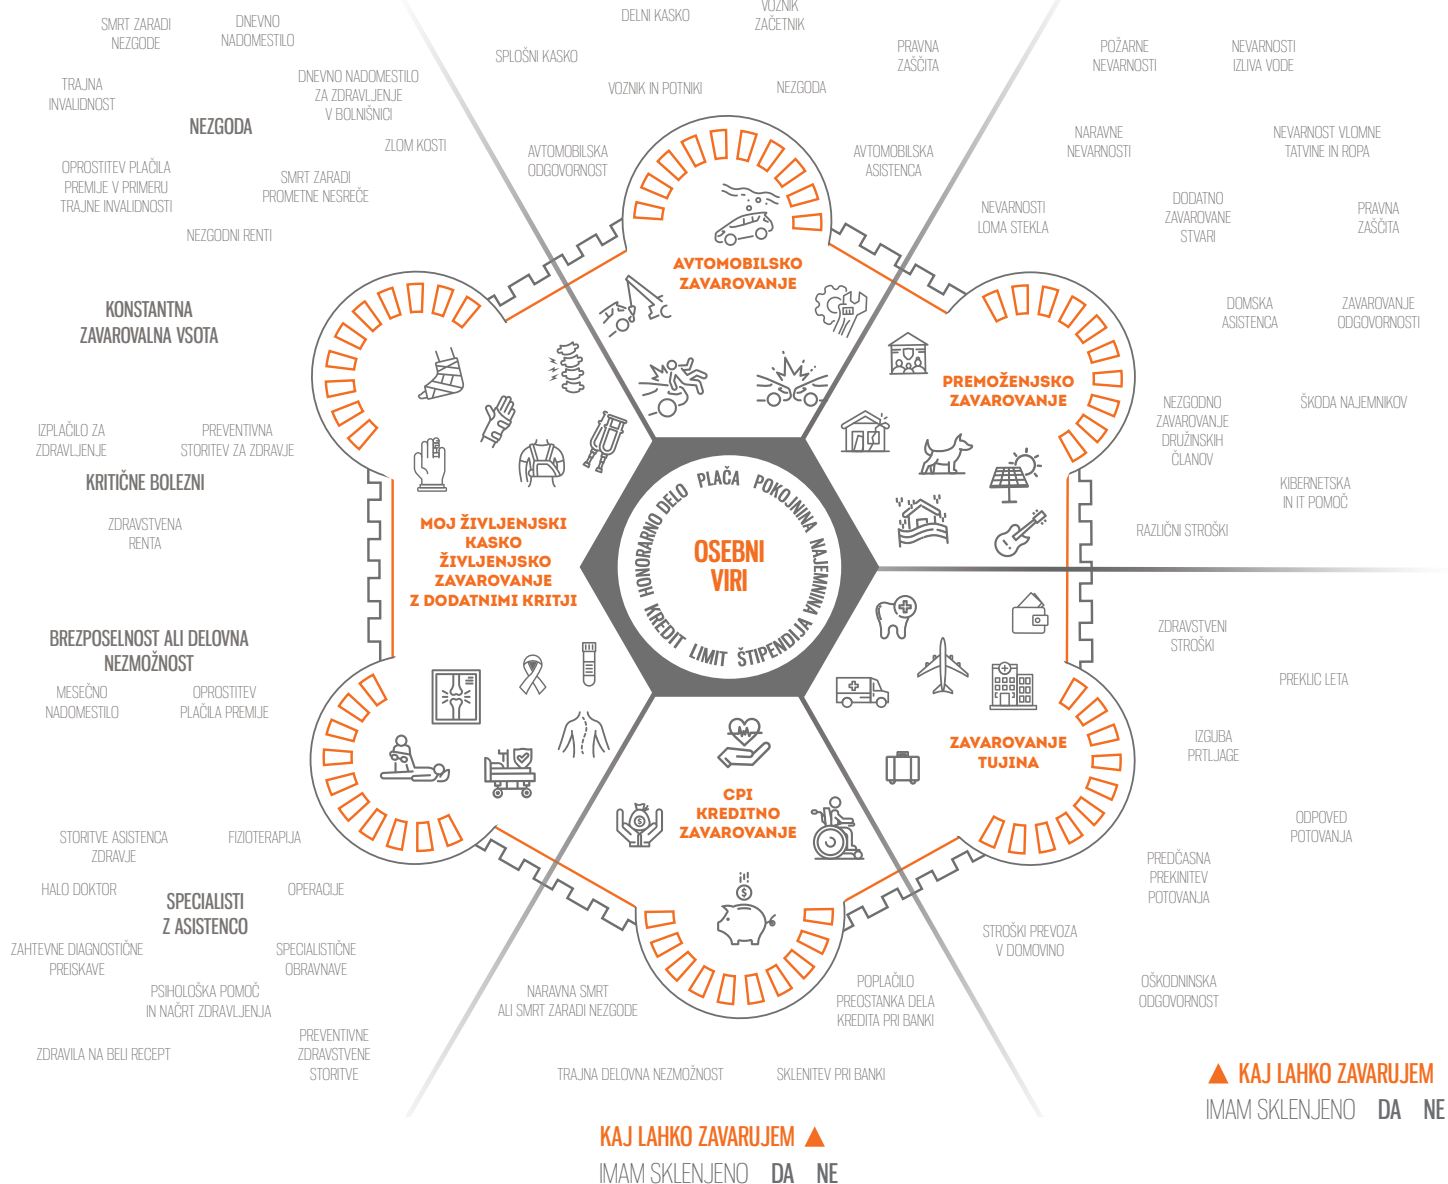 SMRT ZARADI
NEZGODE
DNEVNO
NADOMESTILO
TRAJNA
INVALIDNOST
DNEVNO NADOMESTILO
ZA ZDRAVLJENJE
V BOLNIŠNICI
NEZGODA
ZLOM KOSTI
OPROSTITEV PLAČILA
PREMIJE V PRIMERU
TRAJNE INVALIDNOSTI
SMRT ZARADI
PROMETNE NESREČE
NEZGODNI RENTI
KONSTANTNA
ZAVAROVALNA VSOTA
IZPLAČILO ZA
ZDRAVLJENJE
PREVENTIVNA
STORITEV ZA ZDRAVJE
KRITIČNE BOLEZNI
ZDRAVSTVENA
RENTA
BREZPOSELNOST ALI DELOVNA
NEZMOŽNOST
MESEČNO
NADOMESTILO
OPROSTITEV
PLAČILA PREMIJE
STORITVE ASISTENCA
ZDRAVJE
FIZIOTERAPIJA
HALO DOKTOR
OPERACIJE
SPECIALISTI
Z ASISTENCO
ZAHTEVNE DIAGNOSTIČNE
PREISKAVE
SPECIALISTIČNE
OBRAVNAVE
PSIHOLOŠKA POMOČ
IN NAČRT ZDRAVLJENJA
ZDRAVILA NA BELI RECEPT
PREVENTIVNE
ZDRAVSTVENE
STORITVE
DELNI KASKO
VOZNIK
ZAČETNIK
SPLOŠNI KASKO
PRAVNA
ZAŠČITA
VOZNIK IN POTNIKI
NEZGODA
AVTOMOBILSKA
ODGOVORNOST
AVTOMOBILSKA
ASISTENCA
AVTOMOBILSKO
ZAVAROVANJE
POŽARNE
NEVARNOSTI
NEVARNOSTI
IZLIVA VODE
NARAVNE
NEVARNOSTI
NEVARNOST VLOMNE
TATVINE IN ROPA
NEVARNOSTI
LOMA STEKLA
DODATNO
ZAVAROVANE
STVARI
PRAVNA
ZAŠČITA
DOMSKA
ASISTENCA
ZAVAROVANJE
ODGOVORNOSTI
PREMOŽENJSKO
ZAVAROVANJE
NEZGODNO
ZAVAROVANJE
DRUŽINSKIH
ČLANOV
ŠKODA NAJEMNIKOV
KIBERNETSKA
IN IT POMOČ
RAZLIČNI STROŠKI
MOJ ŽIVLJENJSKI
KASKO
ŽIVLJENJSKO
ZAVAROVANJE
Z DODATNIMI KRITJI
OSEBNI
VIRI
HONORARNO DELO PLAČA POKOJNINA NAJEMNINA ŠTIPENDIJA LIMIT KREDIT
ZDRAVSTVENI
STROŠKI
PREKLIC LETA
IZGUBA
PRTLJAGE
ZAVAROVANJE
TUJINA
ODPOVED
POTOVANJA
PREDČASNA
PREKINITEV
POTOVANJA
STROŠKI PREVOZA
V DOMOVINO
OŠKODNINSKA
ODGOVORNOST
CPI
KREDITNO
ZAVAROVANJE
NARAVNA SMRT
ALI SMRT ZARADI NEZGODE
POPLAČILO
PREOSTANKA DELA
KREDITA PRI BANKI
TRAJNA DELOVNA NEZMOŽNOST
SKLENITEV PRI BANKI
KAJ LAHKO ZAVARUJEM
IMAM SKLENJENO DA NE
KAJ LAHKO ZAVARUJEM
IMAM SKLENJENO DA NE